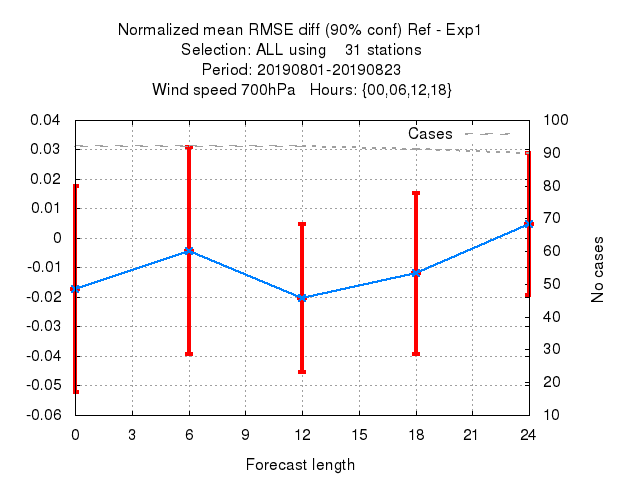 Normalized mean RMSE diff (90% conf) Ref - Exp1
Selection: ALL using 31 stations
Period: 20190801-20190823
Wind speed 700hPa Hours: {00,06,12,18}
Cases
0.04
0.03
0.02
0.01
0
-0.01
-0.02
-0.03
-0.04
-0.05
-0.06
100
90
80
70
60
50
40
30
20
10
No cases
0 3 6 9 12 15 18 21 24
Forecast length